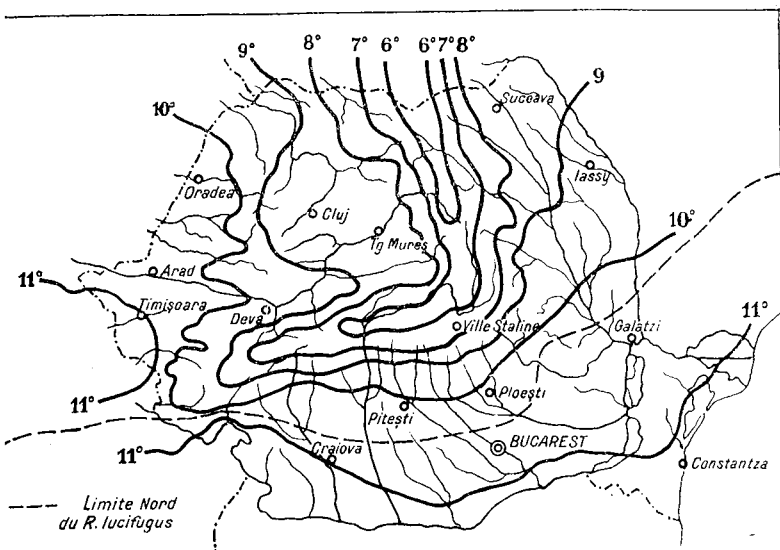 9° 8° 7° 6° 6° 7° 8° 9
10°
Suceava
Iassy
Oradea
Cluj
Tg Mureș
10°
11° Arad
Timișoara
Deva
Ville Staline
Galatzi
11°
11°
Pitești
Ploești
11°
Craiova
BUCAREST
Constantza
Limite Nord
du R. lucifugus